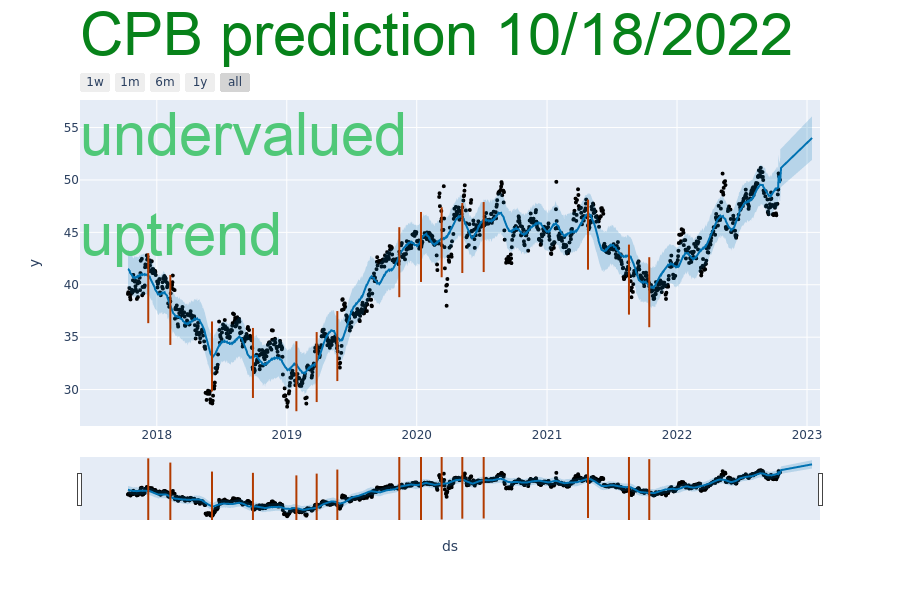 CPB prediction 10/18/2022
1w 1m 6m 1y all
undervalued
uptrend
55
50
45
40
35
30
y
2018 2019 2020 2021 2022 2023
ds